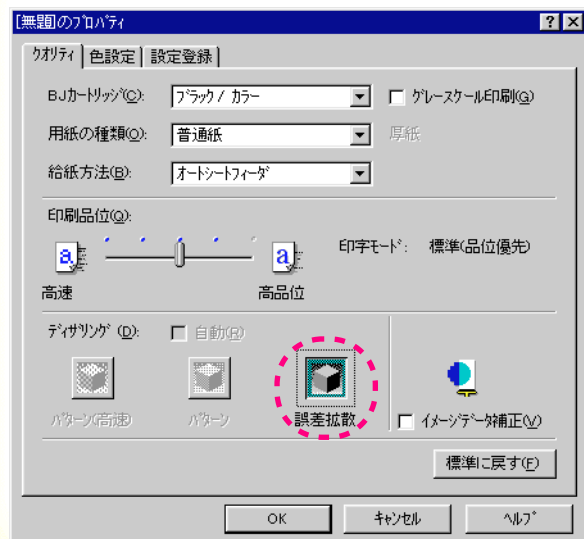 [無題]のﾌﾟﾛﾊﾟﾃｨ
ｸｵﾘﾃｨ 色設定 設定登録
BJｶｰﾄﾘｯｼﾞ(C): ﾌﾞﾗｯｸ / ｶﾗｰ グレースケール印刷(G)
用紙の種類(O): 普通紙 厚紙
給紙方法(B): ｵｰﾄｼｰﾄﾌｨｰﾀﾞ
印刷品位(Q):
印字ﾓｰﾄﾞ: 標準(品位優先)
高速 高品位
ﾃﾞｨｻﾞﾘﾝｸﾞ (D): 自動(R)
ﾊﾟﾀｰﾝ(高速) ﾊﾟﾀｰﾝ 誤差拡散 ｲﾒｰｼﾞﾃﾞｰﾀ補正(V)
標準に戻す(F)
OK ｷｬﾝｾﾙ ﾍﾙﾌﾟ